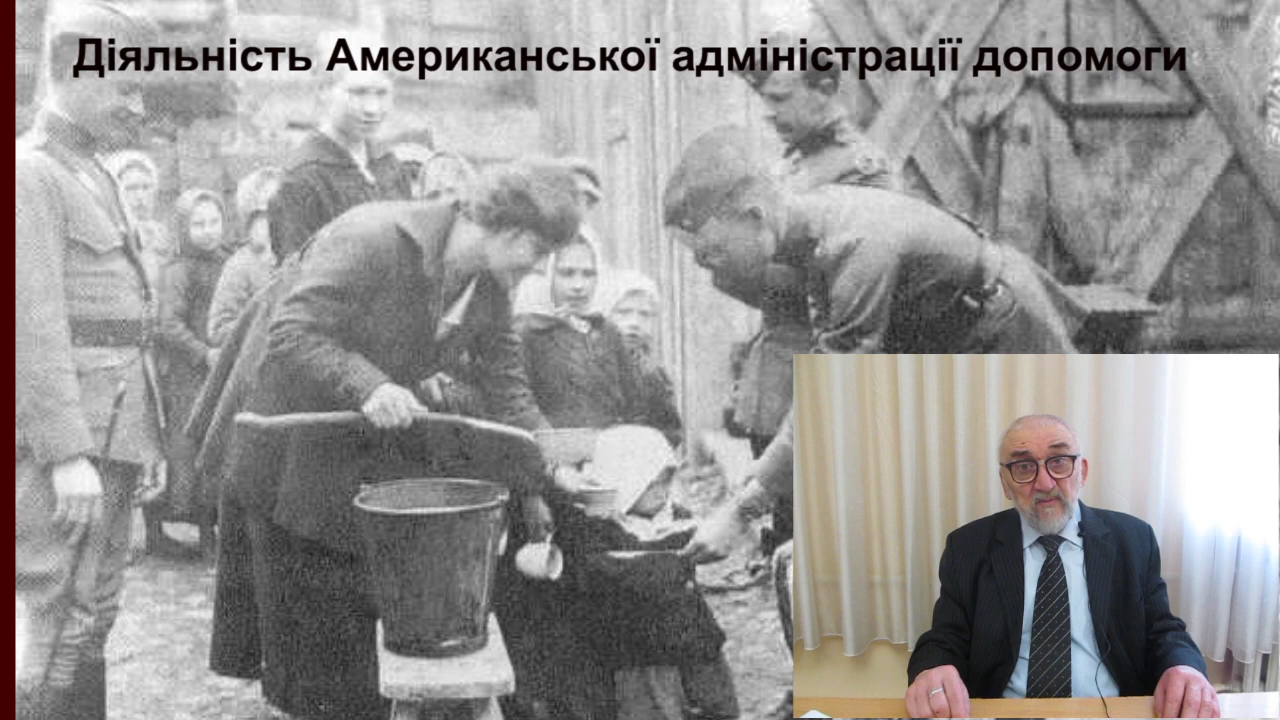 Діяльність Американської адміністрації допомоги